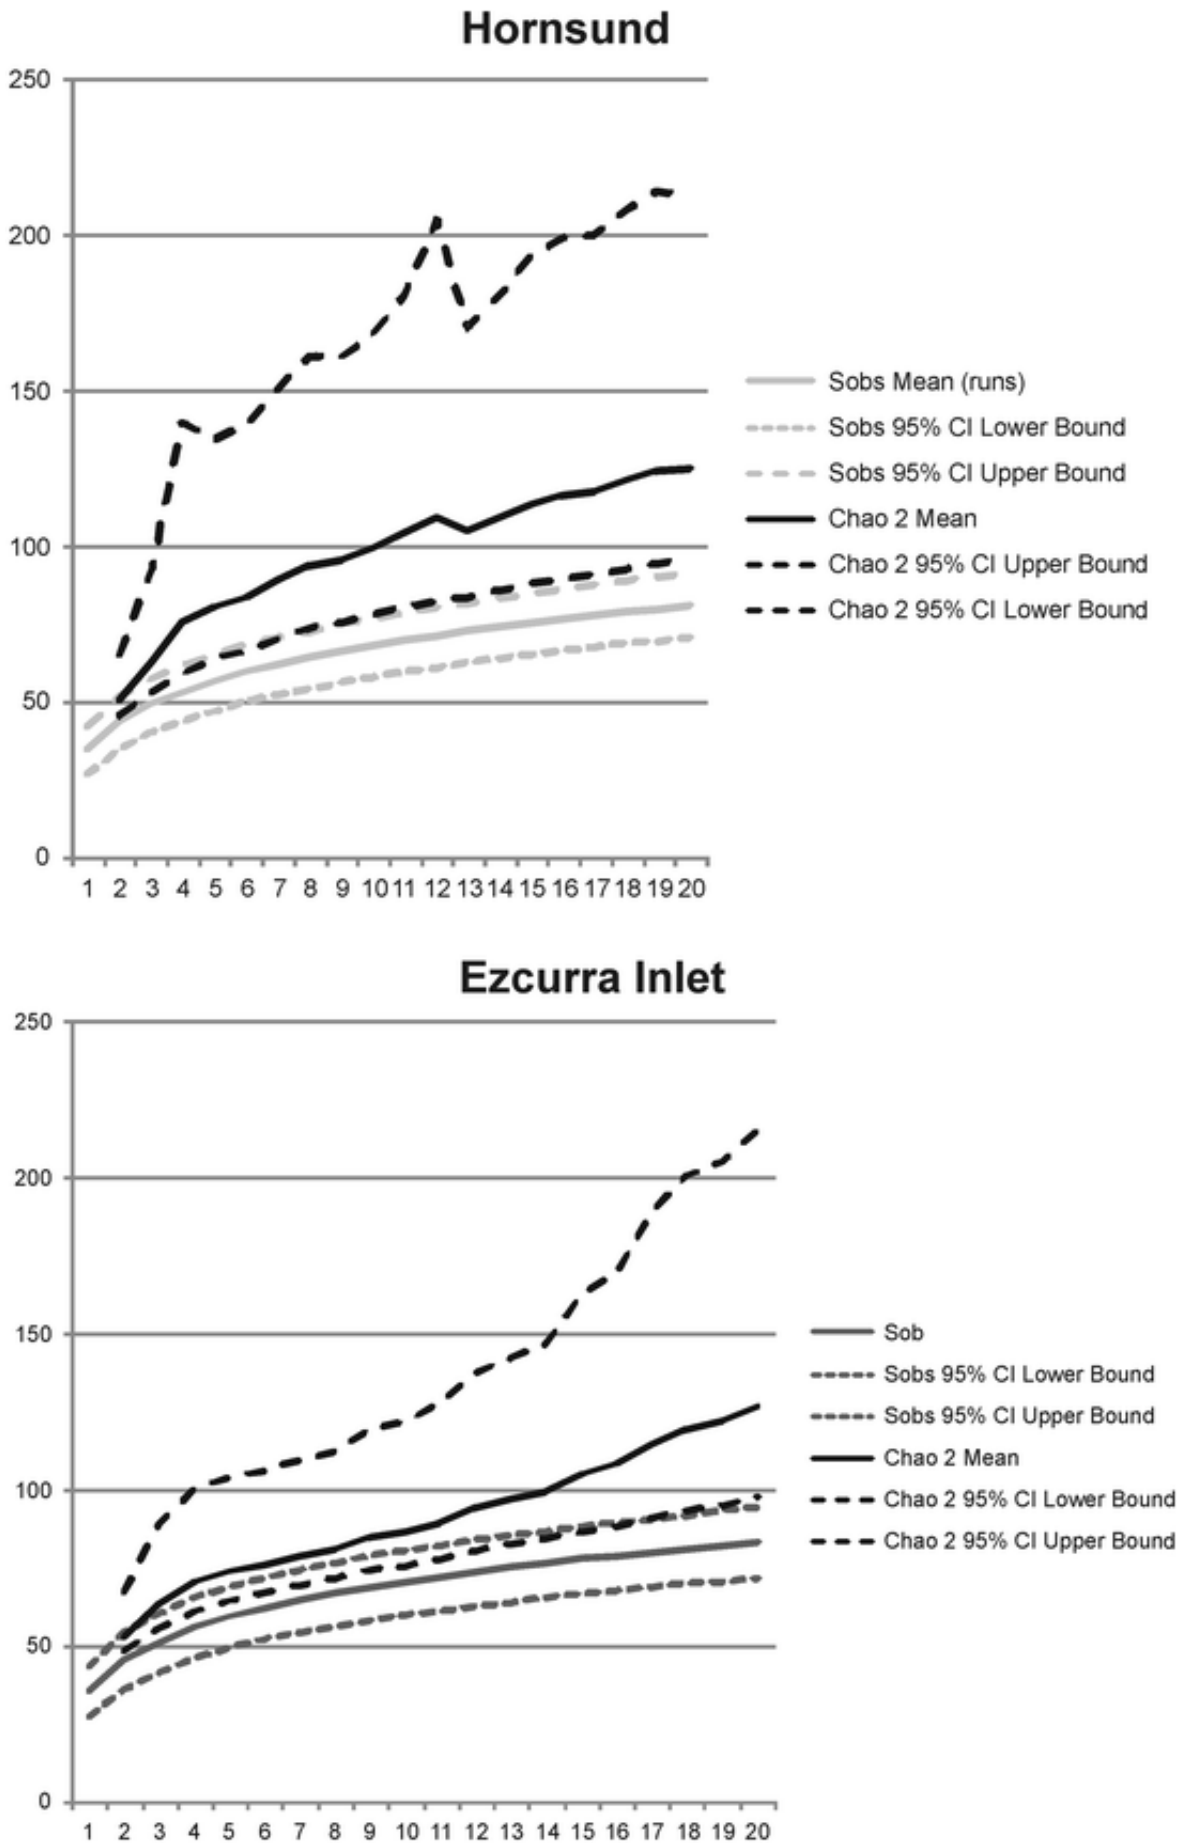 Hornsund
250
200
150
100
50
0
1 2 3 4 5 6 7 8 9 10 11 12 13 14 15 16 17 18 19 20
Sobs Mean (runs)
Sobs 95% CI Lower Bound
Sobs 95% CI Upper Bound
Chao 2 Mean
Chao 2 95% CI Upper Bound
Chao 2 95% CI Lower Bound
Ezcurra Inlet
250
200
150
100
50
0
1 2 3 4 5 6 7 8 9 10 11 12 13 14 15 16 17 18 19 20
Sob
Sobs 95% CI Lower Bound
Sobs 95% CI Upper Bound
Chao 2 Mean
Chao 2 95% CI Lower Bound
Chao 2 95% CI Upper Bound